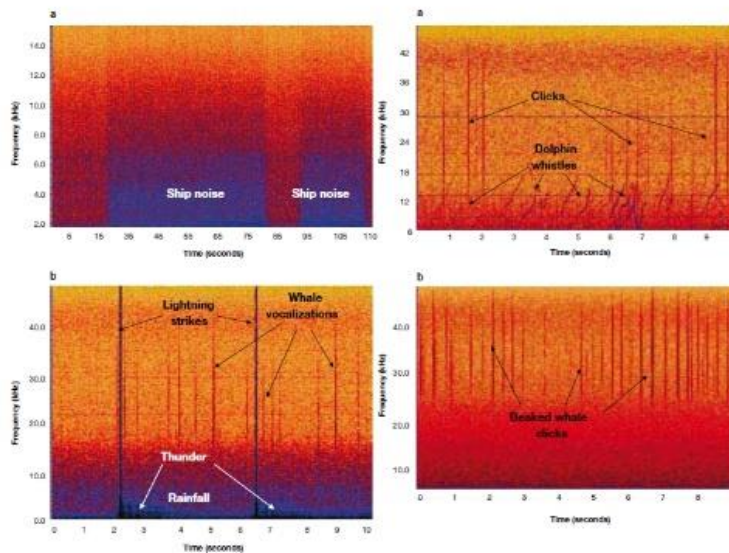 a
14.0
12.0
10.0
8.0
6.0
4.0
2.0
Frequency (kHz)
Ship noise
Ship noise
5 15 25 35 45 55 65 75 85 95 105 110
Time (seconds)
a
42
36
29
24
18
12
6
Frequency (kHz)
Clicks
Dolphin
whistles
1 2 3 4 5 6 7 8 9
Time (seconds)
b
40.0
30.0
20.0
10.0
0.0
Frequency (kHz)
Lightning
strikes
Whale
vocalizations
Thunder
Rainfall
0 1 2 3 4 5 6 7 8 9 10
Time (seconds)
b
40.0
30.0
20.0
10.0
Frequency (kHz)
Beaked whale
clicks
0 1 2 3 4 5 6 7 8
Time (seconds)